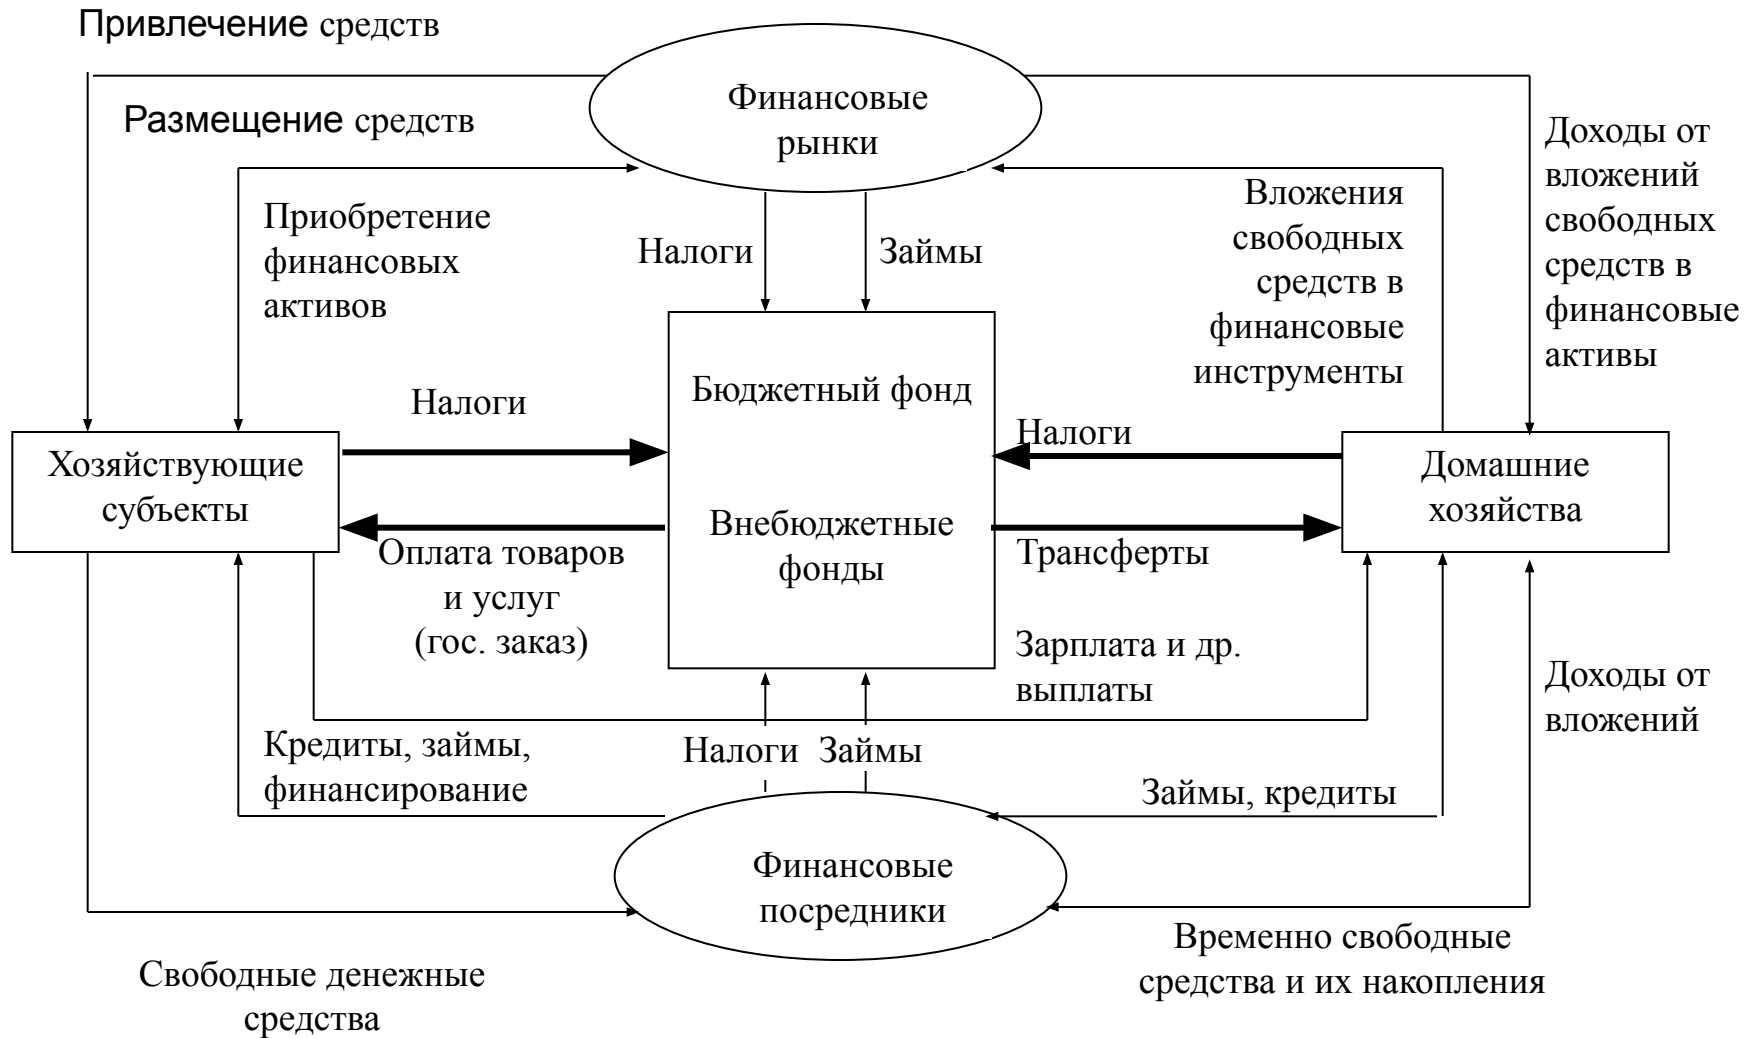 Привлечение средств
Финансовые
рынки
Размещение средств
Доходы от
вложений
свободных
средств в
финансовые
активы
Приобретение
финансовых
активов
Налоги
Займы
Вложения
свободных
средств в
финансовые
инструменты
Налоги
Бюджетный фонд
Налоги
Хозяйствующие
субъекты
Внебюджетные
фонды
Домашние
хозяйства
Оплата товаров
и услуг
(гос. заказ)
Трансферты
Зарплата и др.
выплаты
Доходы от
вложений
Кредиты, займы,
финансирование
Налоги Займы
Займы, кредиты
Финансовые
посредники
Временно свободные
средства и их накопления
Свободные денежные
средства